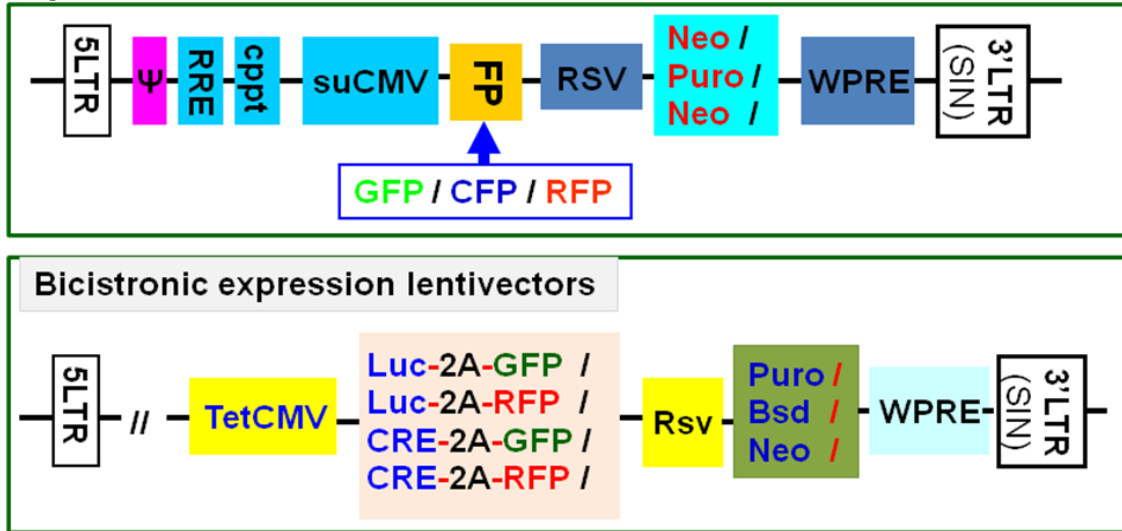 5LTR
Ψ
RRE
cppt
suCMV
FP
RSV
Neo /
Puro /
Neo /
WPRE
3'LTR
(SIN)
GFP / CFP / RFP
Bicistronic expression lentivectors
5LTR
//
TetCMV
Luc-2A-GFP /
Luc-2A-RFP /
CRE-2A-GFP /
CRE-2A-RFP /
Rsv
Puro /
Bsd /
Neo /
WPRE
3'LTR
(SIN)